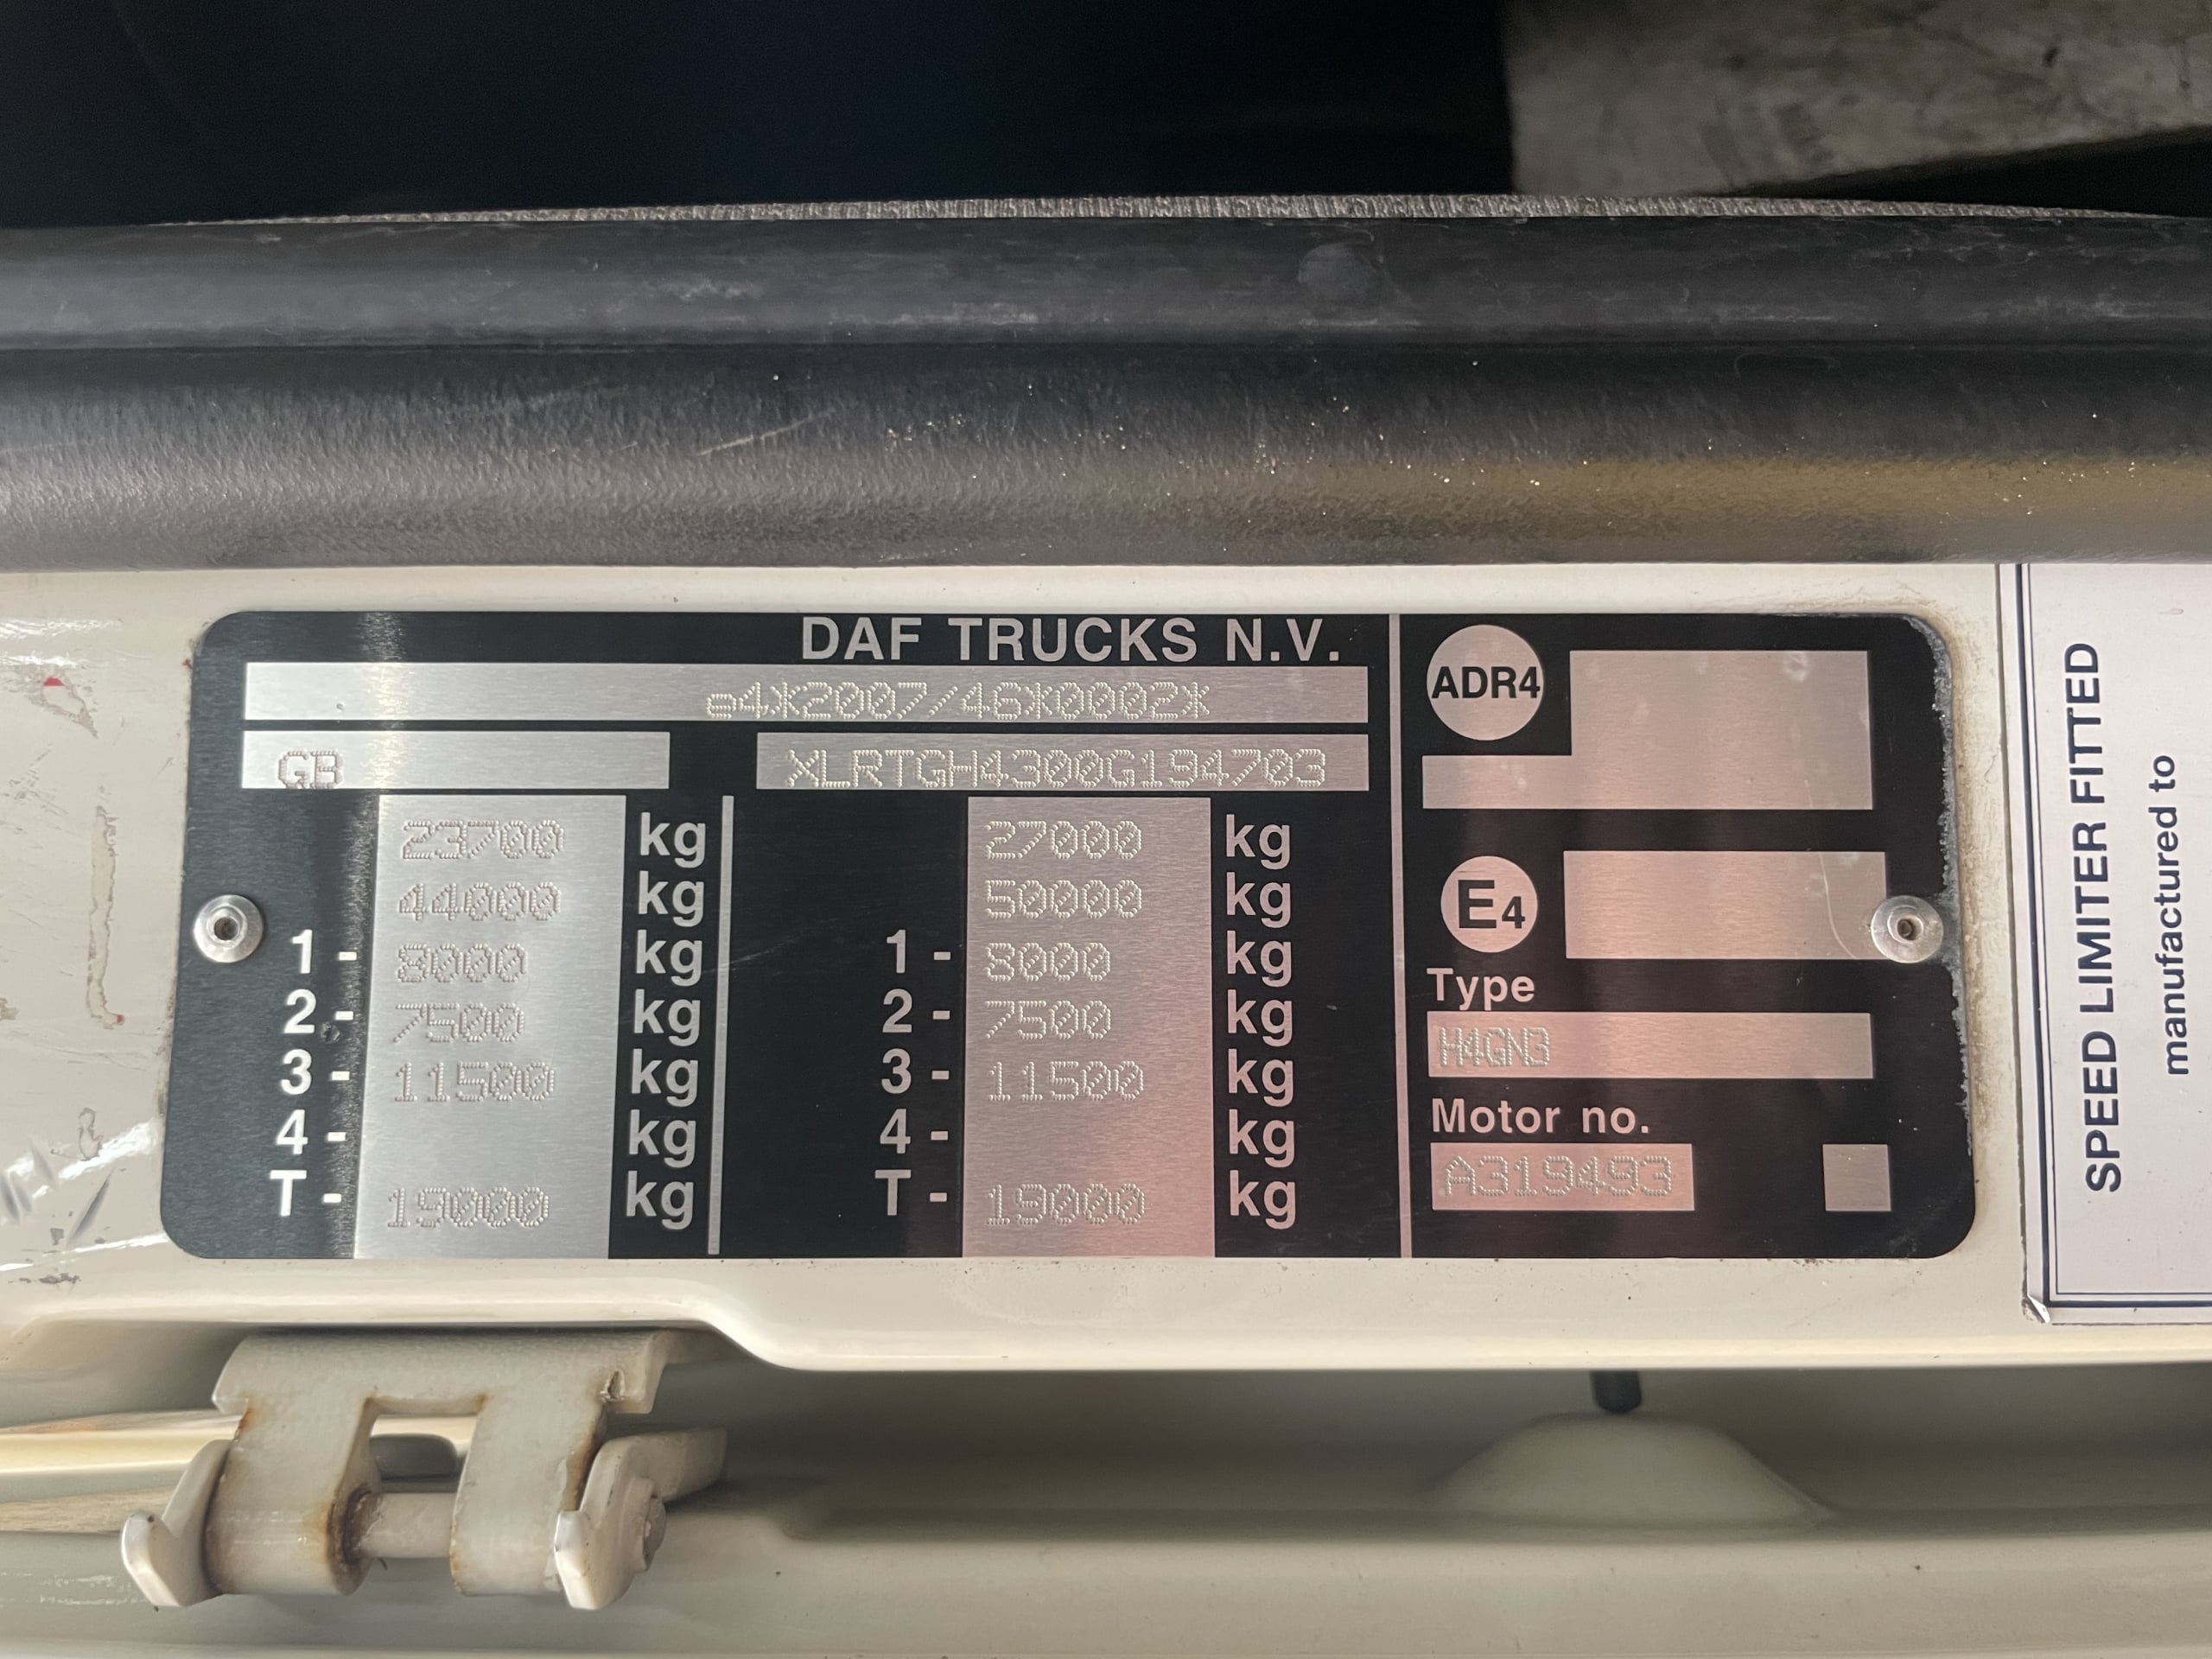 DAF TRUCKS N.V.
e4*2007/46*0002*
GB XLRTGH4300G194703
23700 kg 27000 kg
44000 kg 50000 kg
1 - 8000 kg 1 - 8000 kg
2 - 7500 kg 2 - 7500 kg
3 - 11500 kg 3 - 11500 kg
4 - kg 4 - kg
T - 19000 kg T - 19000 kg
ADR4
E4
Type
H4GN3
Motor no.
A319493
SPEED LIMITER FITTED
manufactured to